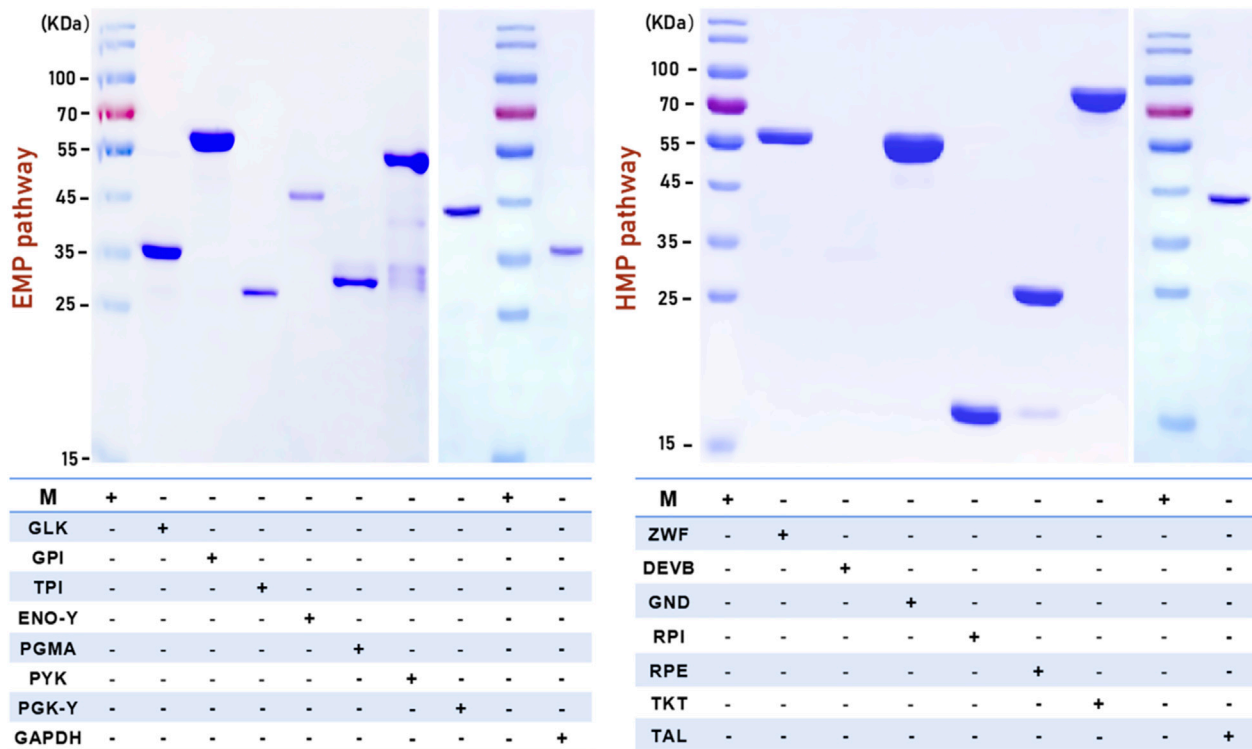 (KDa)
100 -
70 -
55 -
45 -
35 -
25 -
15 -
EMP pathway
M + - - - - - - - + -
GLK - + - - - - - - - -
GPI - - + - - - - - - -
TPI - - - + - - - - - -
ENO-Y - - - - + - - - - -
PGMA - - - - - + - - - -
PYK - - - - - - + - - -
PGK-Y - - - - - - - + - -
GAPDH - - - - - - - - - +
(KDa)
100 -
70 -
55 -
45 -
35 -
25 -
15 -
HMP pathway
M + - - - - - - + -
ZWF - + - - - - - - -
DEVB - - + - - - - - -
GND - - - + - - - - -
RPI - - - - + - - - -
RPE - - - - - + - - -
TKT - - - - - - + - -
TAL - - - - - - - - +